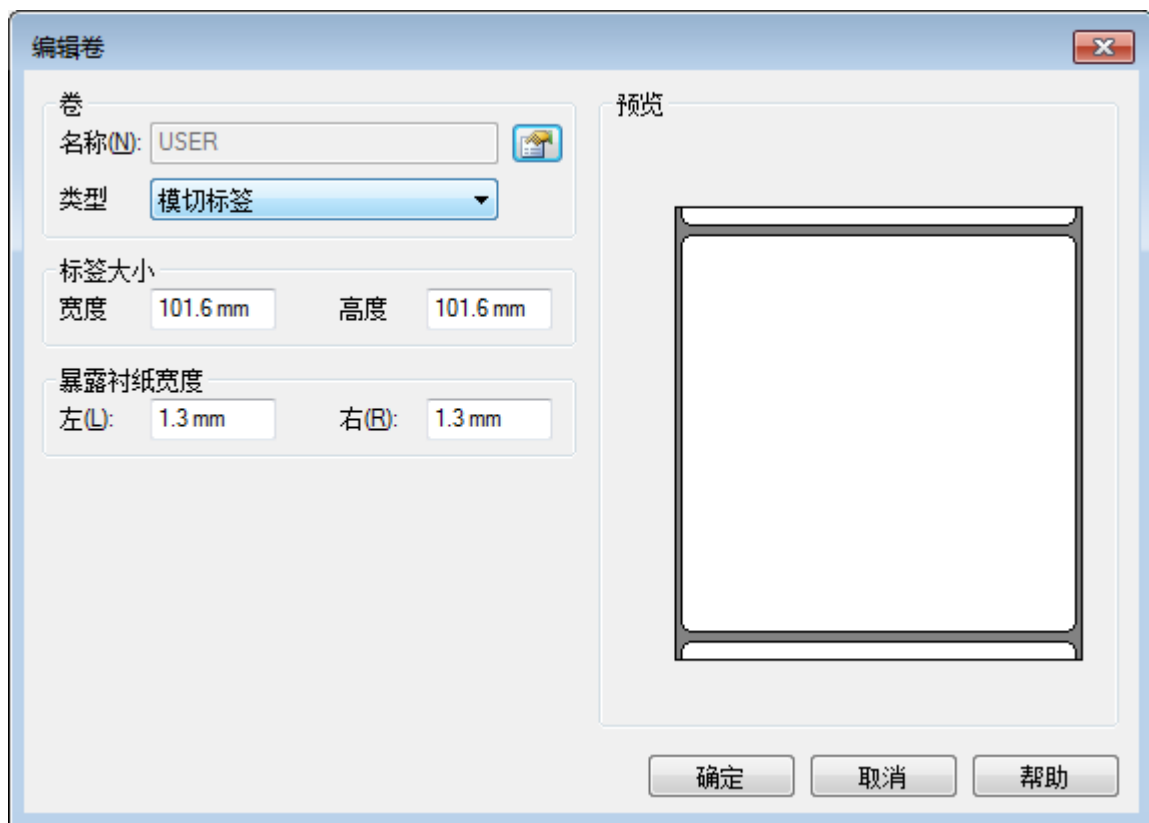 编辑卷
卷
名称(N): USER
类型 模切标签
标签大小
宽度 101.6 mm 高度 101.6 mm
暴露衬纸宽度
左(L): 1.3 mm 右(R): 1.3 mm
预览
确定 取消 帮助